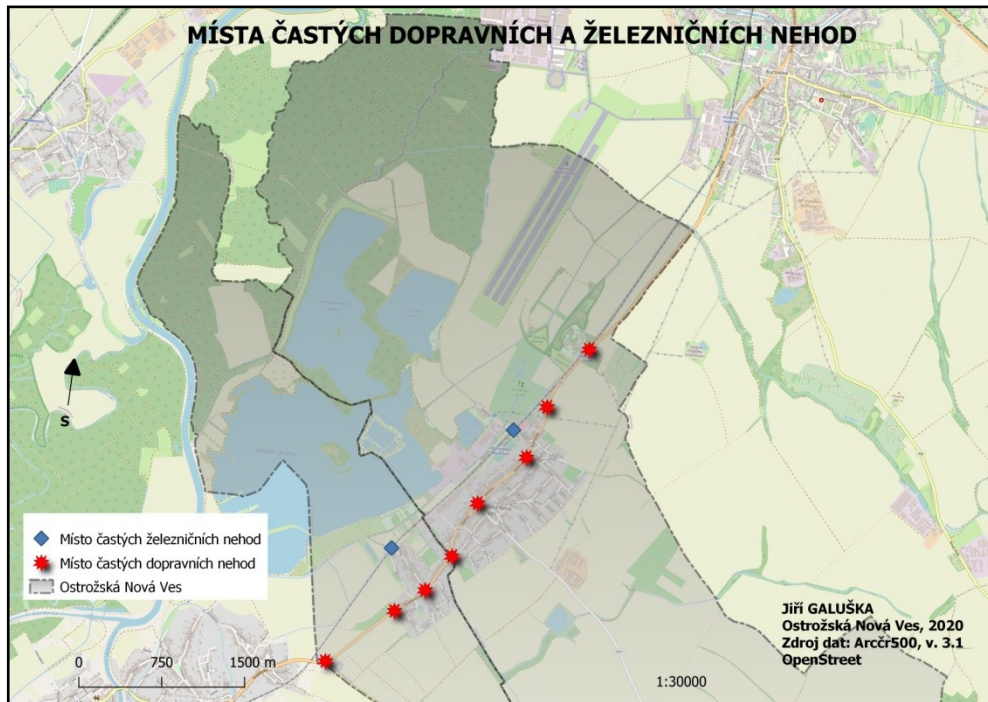 MÍSTA ČASTÝCH DOPRAVNÍCH A ŽELEZNIČNÍCH NEHOD
S
Místo častých železničních nehod
Místo častých dopravních nehod
Ostrožská Nová Ves
0 750 1500 m
Jiří GALUŠKA
Ostrožská Nová Ves, 2020
Zdroj dat: Arcčr500, v. 3.1
OpenStreet
1:30000